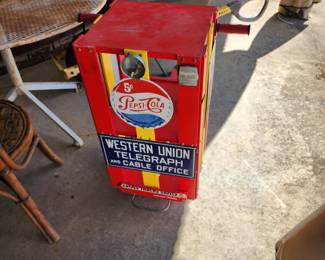 5¢
PEPSI-COLA
WESTERN UNION
TELEGRAPH
AND CABLE OFFICE